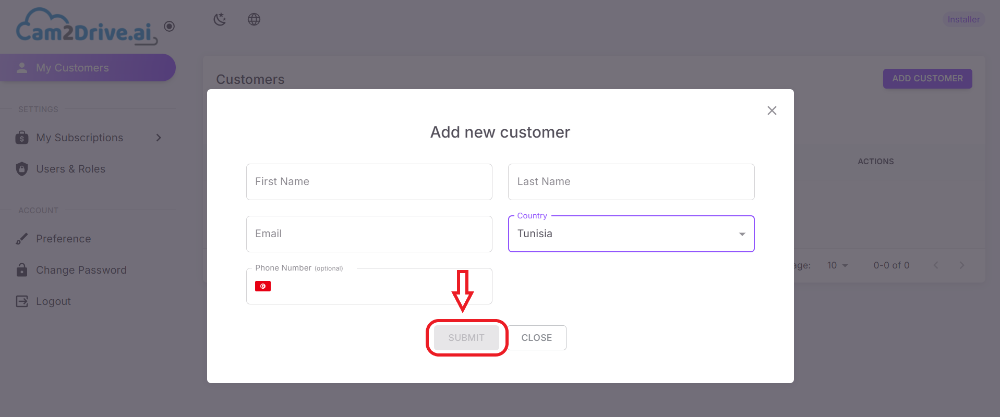 Cam2Drive.ai
Installer
My Customers
Customers
ADD CUSTOMER
SETTINGS
My Subscriptions
Users & Roles
ACCOUNT
Preference
Change Password
Logout
Add new customer
First Name
Last Name
Email
Country
Tunisia
Phone Number (optional)
SUBMIT
CLOSE
ACTIONS
age: 10 0-0 of 0